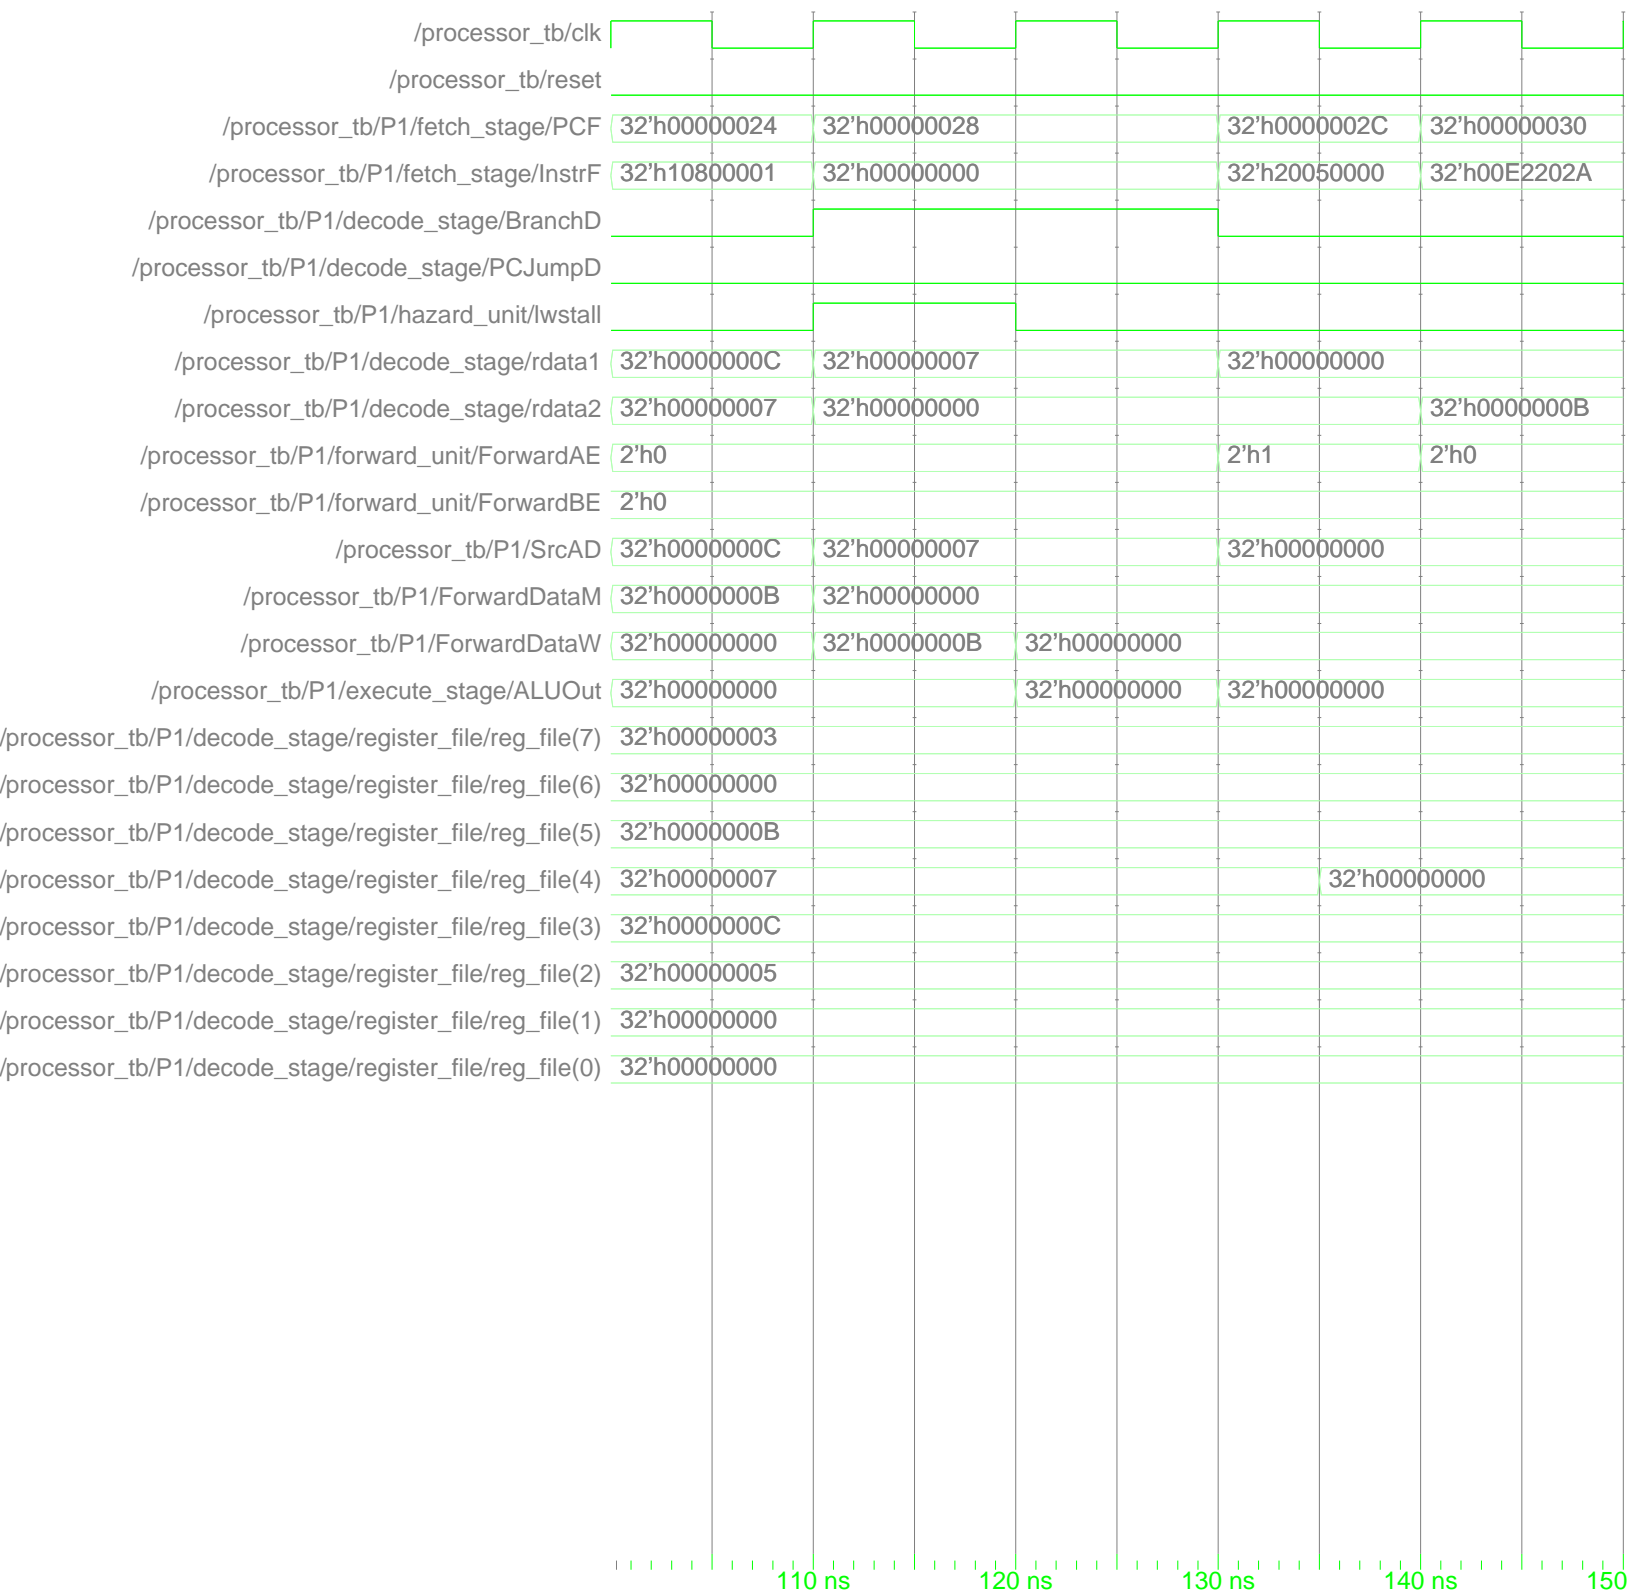 /processor_tb/clk
/processor_tb/reset
/processor_tb/P1/fetch_stage/PCF 32'h00000024 32'h00000028 32'h0000002C 32'h00000030
/processor_tb/P1/fetch_stage/InstrF 32'h10800001 32'h00000000 32'h20050000 32'h00E2202A
/processor_tb/P1/decode_stage/BranchD
/processor_tb/P1/decode_stage/PCJumpD
/processor_tb/P1/hazard_unit/lwstall
/processor_tb/P1/decode_stage/rdata1 32'h0000000C 32'h00000007 32'h00000000
/processor_tb/P1/decode_stage/rdata2 32'h00000007 32'h00000000 32'h0000000B
/processor_tb/P1/forward_unit/ForwardAE 2'h0 2'h1 2'h0
/processor_tb/P1/forward_unit/ForwardBE 2'h0
/processor_tb/P1/SrcAD 32'h0000000C 32'h00000007 32'h00000000
/processor_tb/P1/ForwardDataM 32'h0000000B 32'h00000000
/processor_tb/P1/ForwardDataW 32'h00000000 32'h0000000B 32'h00000000
/processor_tb/P1/execute_stage/ALUOut 32'h00000000 32'h00000000 32'h00000000
/processor_tb/P1/decode_stage/register_file/reg_file(7) 32'h00000003
/processor_tb/P1/decode_stage/register_file/reg_file(6) 32'h00000000
/processor_tb/P1/decode_stage/register_file/reg_file(5) 32'h0000000B
/processor_tb/P1/decode_stage/register_file/reg_file(4) 32'h00000007 32'h00000000
/processor_tb/P1/decode_stage/register_file/reg_file(3) 32'h0000000C
/processor_tb/P1/decode_stage/register_file/reg_file(2) 32'h00000005
/processor_tb/P1/decode_stage/register_file/reg_file(1) 32'h00000000
/processor_tb/P1/decode_stage/register_file/reg_file(0) 32'h00000000
110 ns 120 ns 130 ns 140 ns 150